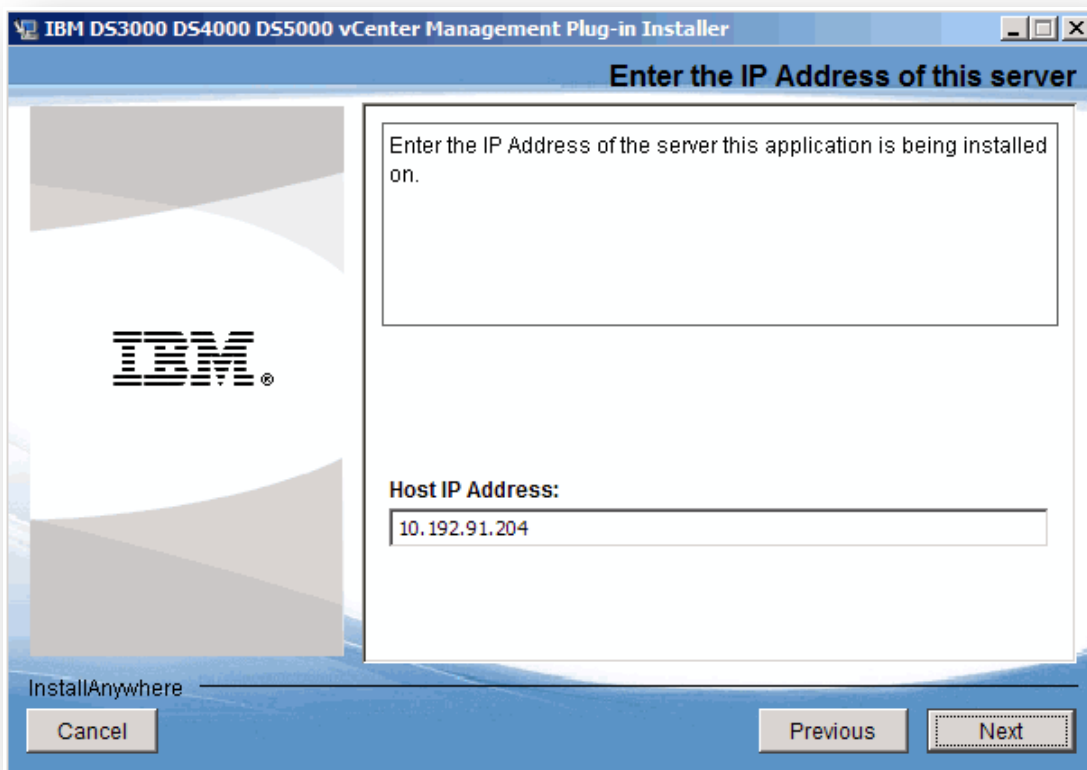 IBM DS3000 DS4000 DS5000 vCenter Management Plug-in Installer
Enter the IP Address of this server
Enter the IP Address of the server this application is being installed
on.
IBM®
Host IP Address:
10.192.91.204
InstallAnywhere
Cancel
Previous
Next